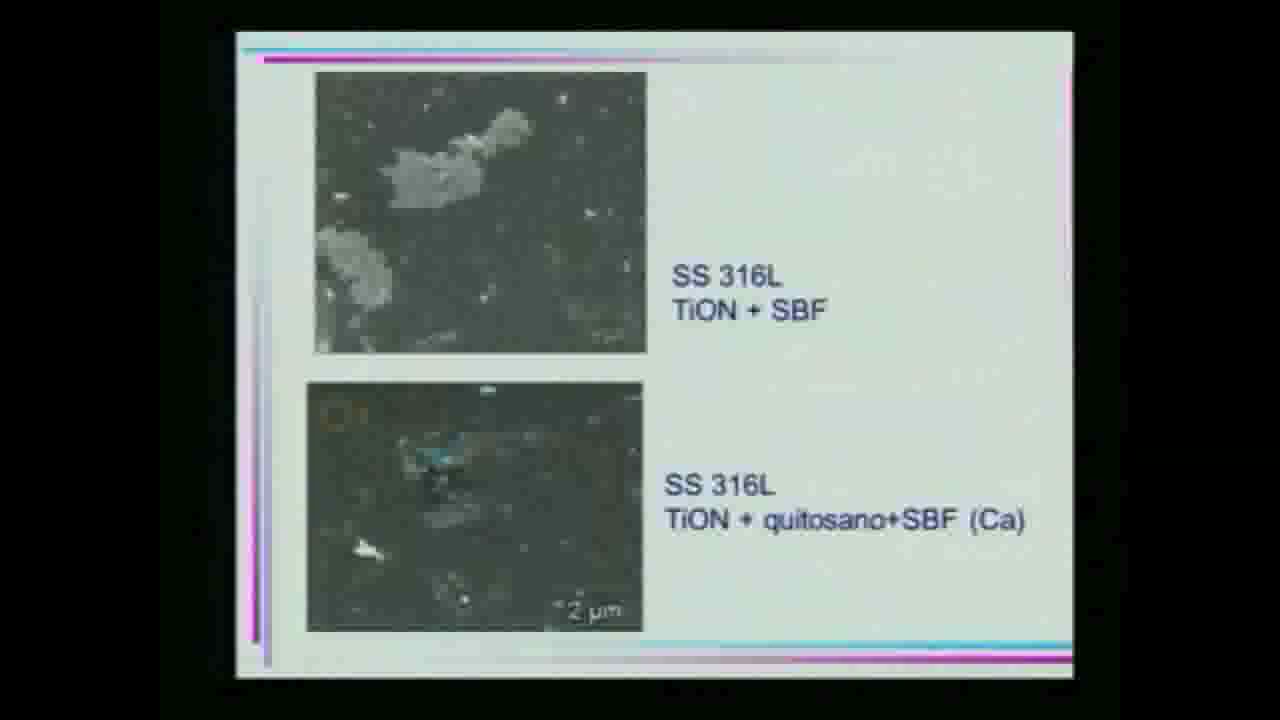 SS 316L
TiON + SBF
SS 316L
TiON + quitosano+SBF (Ca)
2 µm